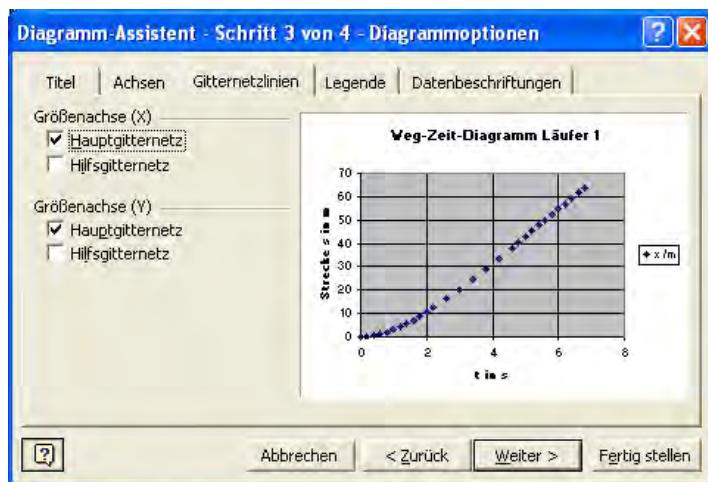 Diagramm-Assistent - Schritt 3 von 4 - Diagrammoptionen
Titel Achsen Gitternetzlinien Legende Datenbeschriftungen
Größenachse (X)
Hauptgitternetz
Hilfsgitternetz
Größenachse (Y)
Hauptgitternetz
Hilfsgitternetz
Weg-Zeit-Diagramm Läufer 1
Strecke s in m
70
60
50
40
30
20
10
0
0 2 4 6 8
t in s
x /m
Abbrechen < Zurück Weiter > Fertig stellen